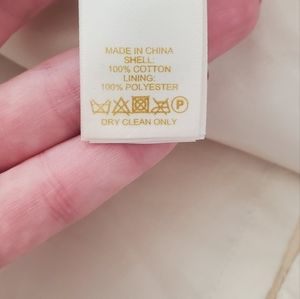 MADE IN CHINA
SHELL:
100% COTTON
LINING:
100% POLYESTER
P
DRY CLEAN ONLY